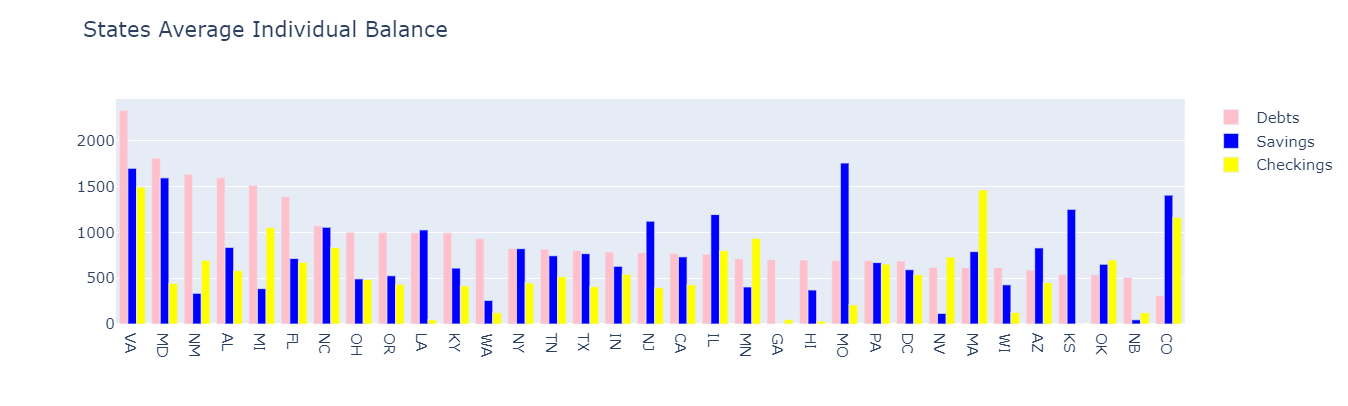 States Average Individual Balance
Debts
Savings
Checkings
2000
1500
1000
500
0
VA MD NM AL MI FL NC OH OR LA KY WA NY TN TX IN NJ CA IL MN GA HI MO PA DC NV MA WI AZ KS OK NB CO